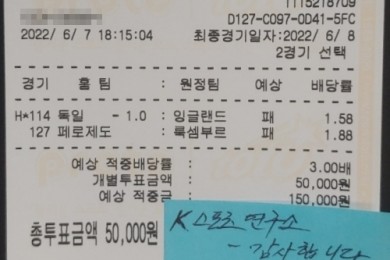 1115218709
D127-C097-0D41-5FC
2022/ 6/ 7 18:15:04 최종경기일자:2022/ 6/ 8
2경기 선택
경기 홈 팀 : 원정팀 예상 배당률
H*114 독일 - 1.0 : 잉글랜드 패 1.58
127 페로제도 : 룩셈부르 패 1.88
예상 적중배당률 : 3.00배
개별투표금액 : 50,000원
예상 적중금 : 150,000원
총투표금액 50,000원
K스포츠 연구소
- 감사합니다